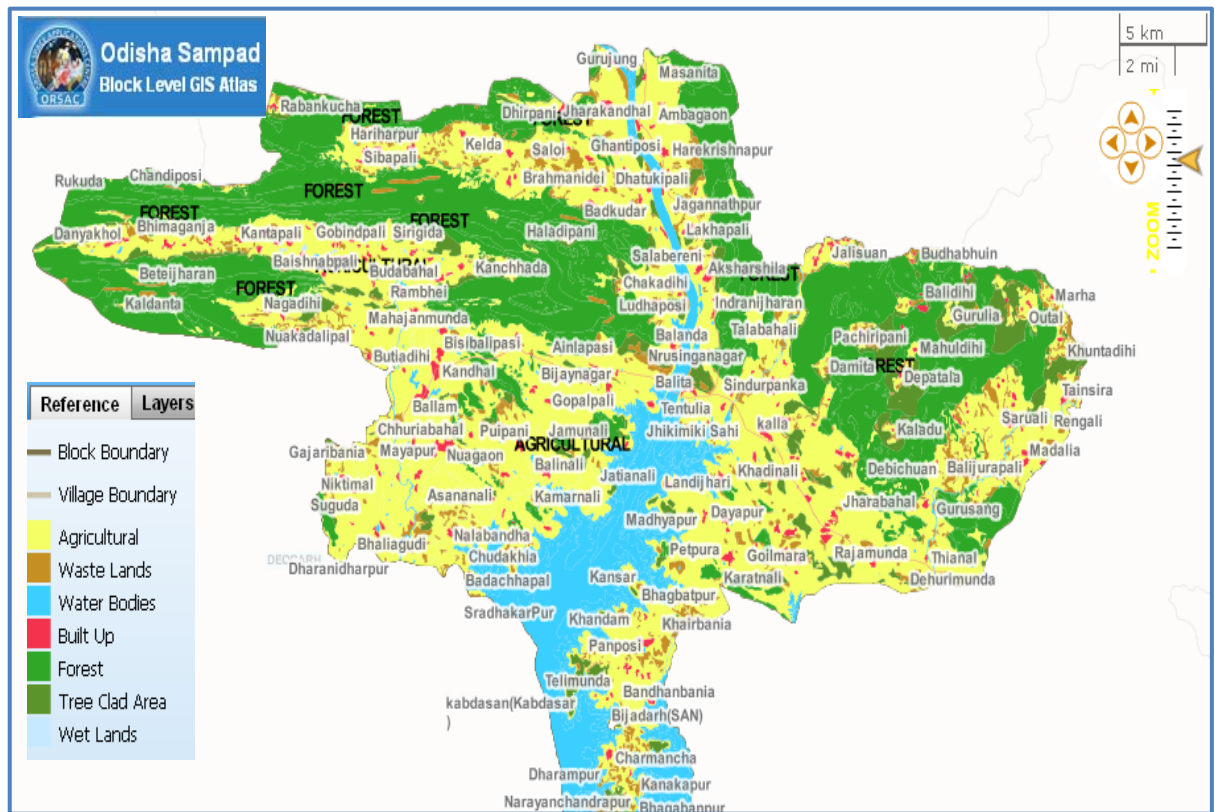 Odisha Sampad
Block Level GIS Atlas
ORSAC
5 km
2 mi
ZOOM
Gurujung
Masanita
Rabankucha
FOREST
Dhirpani
Jharakandhal
Ambagaon
Hariharpur
Kelda
Saloi
Ghantiposi
Harekrishnapur
Sibapali
Brahmanidei
Dhatukipali
Rukuda
Chandiposi
FOREST
Badkudar
Jagannathpur
FOREST
FOREST
Danyakhol
Bhimaganja
Kantapali
Gobindpali
Sirigida
Haladipani
Lakhapali
Jalisuan
Budhabhuin
Baishnabpali
Budabahal
Kanchhada
Salabereni
Aksharshila
Beteijharan
FOREST
Rambhei
Chakadihi
FOREST
Balidihi
Marha
Kaldanta
Nagadihi
Mahajanmunda
Ludhaposi
Indranijharan
Gurulia
Outal
Nuakadalipal
Bisibalipasi
Ainlapasi
Balanda
Talabahali
Pachiripani
Mahuldihi
Khuntadihi
Butiadihi
Kandhal
Bijaynagar
Nrusinganagar
Damita
Depatala
Balita
Sindurpanka
Tainsira
Ballam
Gopalpali
Tentulia
Saruali
Rengali
Chhuriabahal
Puipani
Jamunali
Jhikimiki Sahi
kalla
Kaladu
Gajaribania
Mayapur
Nuagaon
AGRICULTURAL
Madalia
Balinali
Jatianali
Khadinali
Debichuan
Balijurapali
Niktimal
Asananali
Kamarnali
Landijhari
Suguda
Madhyapur
Dayapur
Jharabahal
Gurusang
Bhaliagudi
Nalabandha
Chudakhia
Petpura
Goilmara
Rajamunda
Thianal
DEOGARH
Dharanidharpur
Badachhapal
Kansar
Karatnali
Dehurimunda
Bhagbatpur
SradhakarPur
Khandam
Khairbania
Panposi
Telimunda
Bandhanbania
kabdasan(Kabdasar
)
Bijadarh(SAN)
Charmancha
Dharampur
Kanakapur
Narayanchandrapur
Bhagabanpur
Reference
Layers
Block Boundary
Village Boundary
Agricultural
Waste Lands
Water Bodies
Built Up
Forest
Tree Clad Area
Wet Lands